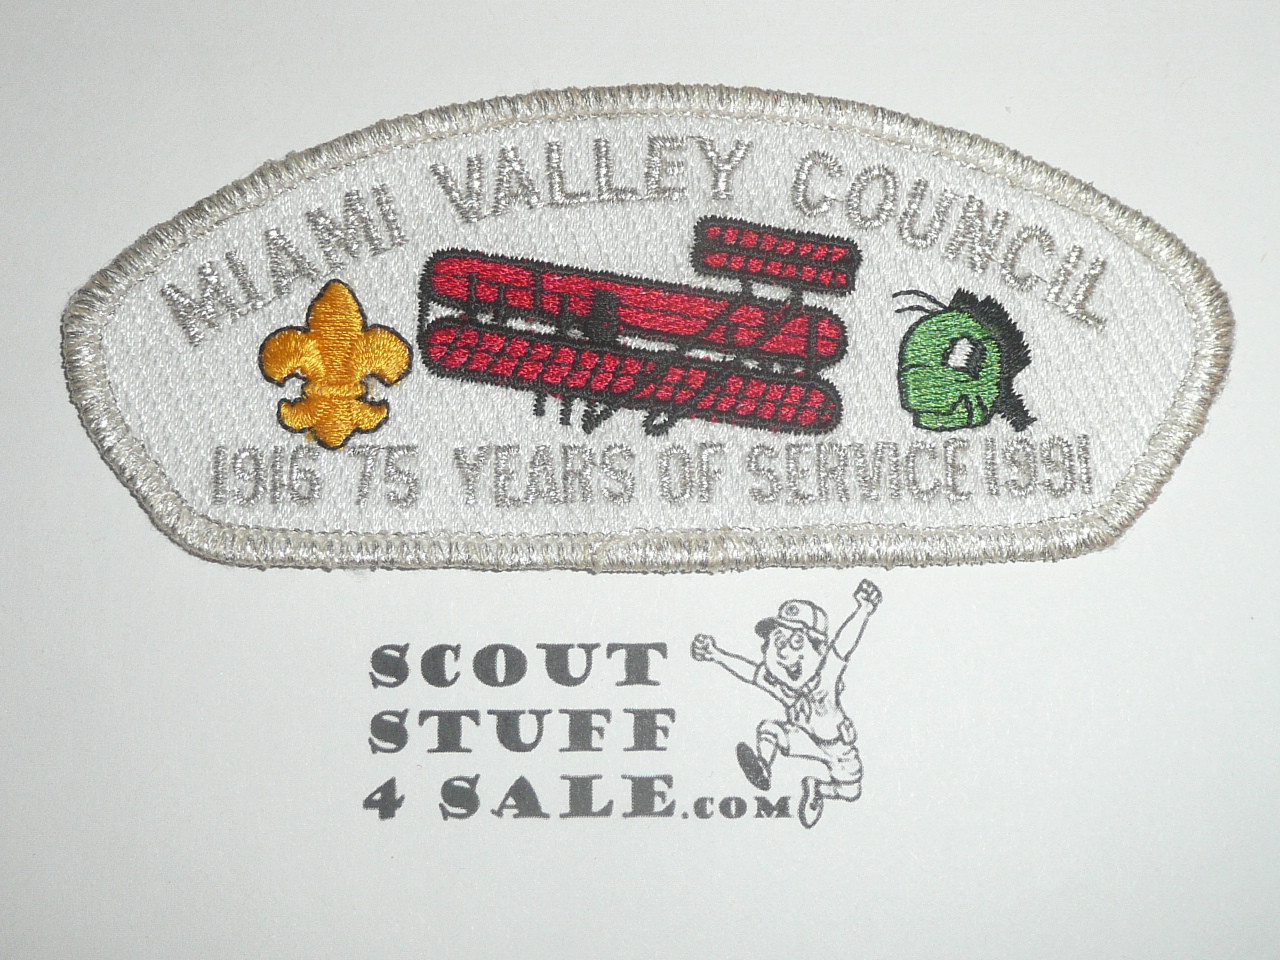 MIAMI VALLEY COUNCIL
1916 75 YEARS OF SERVICE 1991
SCOUT
STUFF
4 SALE.COM